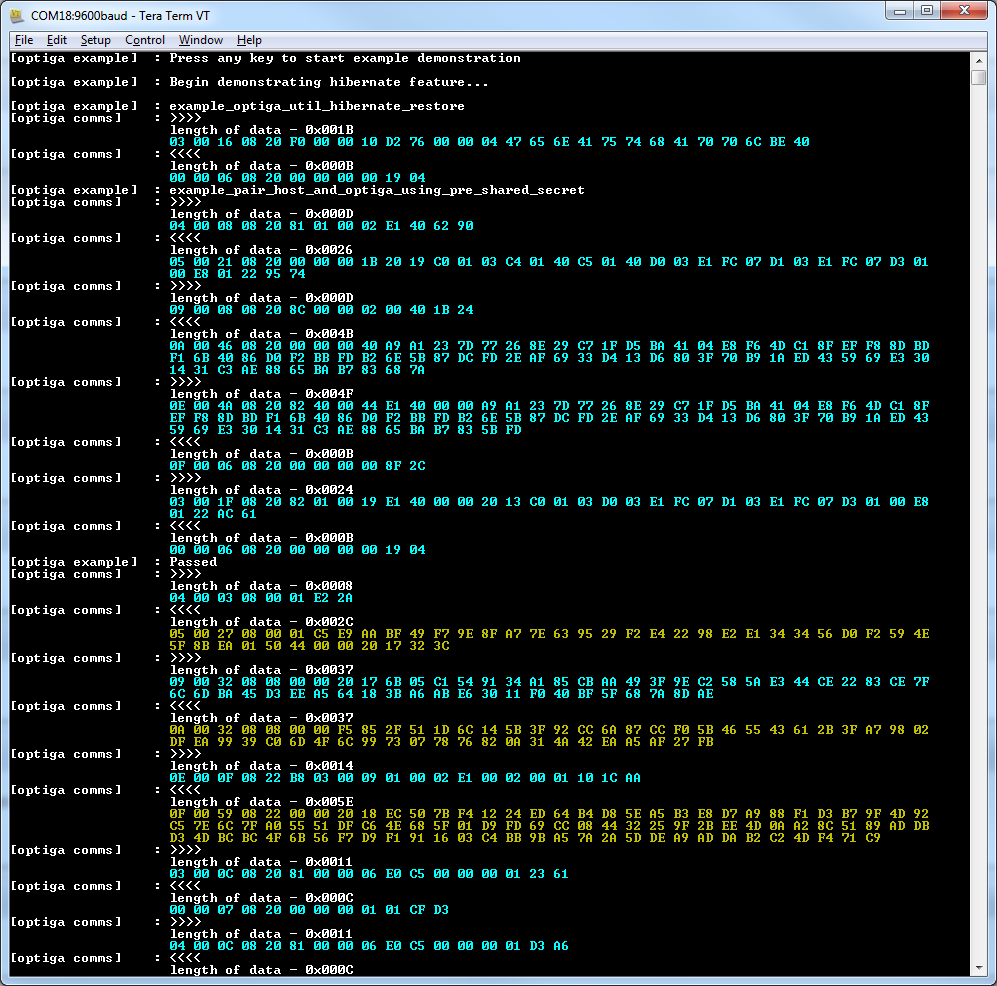 COM18:9600baud - Tera Term VT
File Edit Setup Control Window Help
[optiga example] : Press any key to start example demonstration
[optiga example] : Begin demonstrating hibernate feature...
[optiga example] : example_optiga_util_hibernate_restore
[optiga comms] : >>>>
length of data - 0x001B
03 00 16 08 20 F0 00 00 10 D2 76 00 00 04 47 65 6E 41 75 74 68 41 70 70 6C BE 40
[optiga comms] : <<<<
length of data - 0x000B
00 00 06 08 20 00 00 00 00 19 04
[optiga example] : example_pair_host_and_optiga_using_pre_shared_secret
[optiga comms] : >>>>
length of data - 0x000D
04 00 08 08 20 81 01 00 02 E1 40 62 90
[optiga comms] : <<<<
length of data - 0x0026
05 00 21 08 20 00 00 00 1B 20 19 C0 01 03 C4 01 40 C5 01 40 D0 03 E1 FC 07 D1 03 E1 FC 07 D3 01
00 E8 01 22 95 74
[optiga comms] : >>>>
length of data - 0x000D
09 00 08 08 20 8C 00 00 02 00 40 1B 24
[optiga comms] : <<<<
length of data - 0x004B
0A 00 46 08 20 00 00 00 40 A9 A1 23 7D 77 26 8E 29 C7 1F D5 BA 41 04 E8 F6 4D C1 8F EF F8 8D BD
F1 6B 40 86 D0 F2 BB FD B2 6E 5B 87 DC FD 2E AF 69 33 D4 13 D6 80 3F 70 B9 1A ED 43 59 69 E3 30
14 31 C3 AE 88 65 BA B7 83 68 7A
[optiga comms] : >>>>
length of data - 0x004F
0E 00 4A 08 20 82 40 00 44 E1 40 00 00 A9 A1 23 7D 77 26 8E 29 C7 1F D5 BA 41 04 E8 F6 4D C1 8F
EF F8 8D BD F1 6B 40 86 D0 F2 BB FD B2 6E 5B 87 DC FD 2E AF 69 33 D4 13 D6 80 3F 70 B9 1A ED 43
59 69 E3 30 14 31 C3 AE 88 65 BA B7 83 5B FD
[optiga comms] : <<<<
length of data - 0x000B
0F 00 06 08 20 00 00 00 00 8F 2C
[optiga comms] : >>>>
length of data - 0x0024
03 00 1F 08 20 82 01 00 19 E1 40 00 00 20 13 C0 01 03 D0 03 E1 FC 07 D1 03 E1 FC 07 D3 01 00 E8
01 22 AC 61
[optiga comms] : <<<<
length of data - 0x000B
00 00 06 08 20 00 00 00 00 19 04
[optiga example] : Passed
[optiga comms] : >>>>
length of data - 0x0008
04 00 03 08 00 01 E2 2A
[optiga comms] : <<<<
length of data - 0x002C
05 00 27 08 00 01 C5 E9 AA BF 49 F7 9E 8F A7 7E 63 95 29 F2 E4 22 98 E2 E1 34 34 56 D0 F2 59 4E
5F 8B EA 01 50 44 00 00 20 17 32 3C
[optiga comms] : >>>>
length of data - 0x0037
09 00 32 08 08 00 00 20 17 6B 05 C1 54 91 34 A1 85 CB AA 49 3F 9E C2 58 5A E3 44 CE 22 83 CE 7F
6C 6D BA 45 D3 EE A5 64 18 3B A6 AB E6 30 11 F0 40 BF 5F 68 7A 8D AE
[optiga comms] : <<<<
length of data - 0x0037
0A 00 32 08 08 00 00 F5 85 2F 51 1D 6C 14 5B 3F 92 CC 6A 87 CC F0 5B 46 55 43 61 2B 3F A7 98 02
DF EA 99 39 C0 6D 4F 6C 99 73 07 78 76 82 0A 31 4A 42 EA A5 AF 27 FB
[optiga comms] : >>>>
length of data - 0x0014
0E 00 0F 08 22 B8 03 00 09 01 00 02 E1 00 02 00 01 10 1C AA
[optiga comms] : <<<<
length of data - 0x005E
0F 00 59 08 22 00 00 20 18 EC 50 7B F4 12 24 ED 64 B4 D8 5E A5 B3 E8 D7 A9 88 F1 D3 B7 9F 4D 92
C5 7E 6C 7F A0 55 51 DF C6 4E 68 5F 01 D9 FD 69 CC 08 44 32 25 9F 2B EE 4D 0A A2 8C 51 89 AD DB
D3 4D BC BC 4F 6B 56 F7 D9 F1 91 16 03 C4 BB 9B A5 7A 2A 5D DE A9 AD DA B2 C2 4D F4 71 C9
[optiga comms] : >>>>
length of data - 0x0011
03 00 0C 08 20 81 00 00 06 E0 C5 00 00 00 01 23 61
[optiga comms] : <<<<
length of data - 0x000C
00 00 07 08 20 00 00 00 01 01 CF D3
[optiga comms] : >>>>
length of data - 0x0011
04 00 0C 08 20 81 00 00 06 E0 C5 00 00 00 01 D3 A6
[optiga comms] : <<<<
length of data - 0x000C